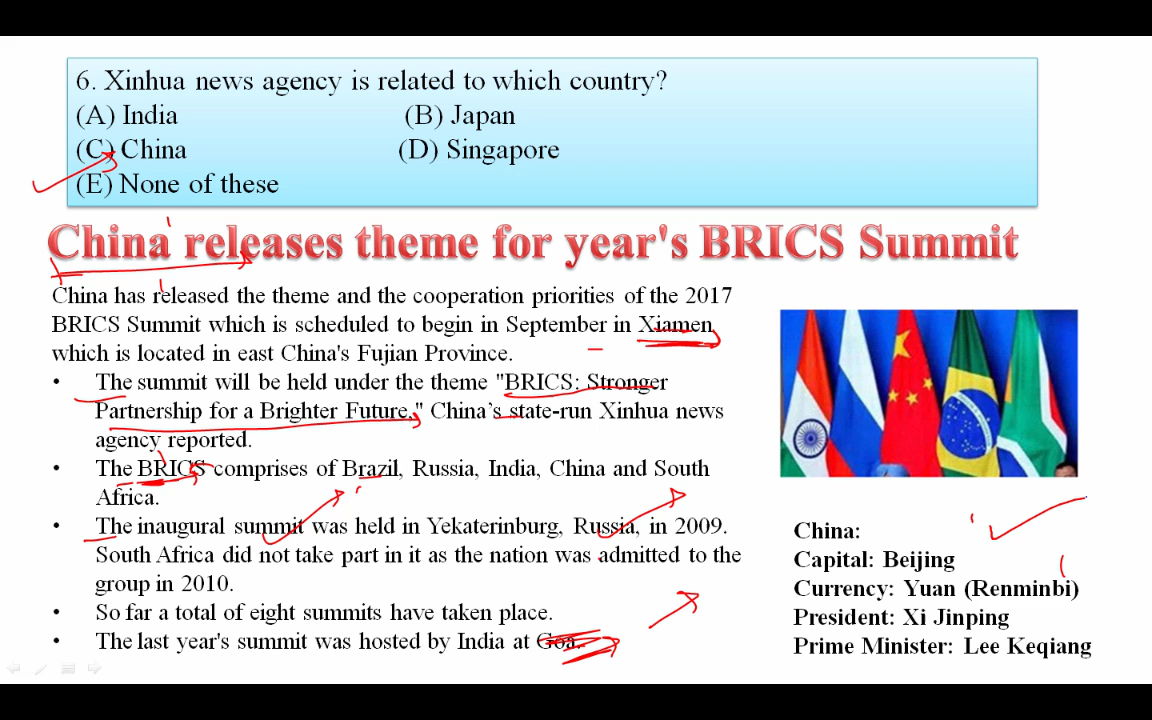 6. Xinhua news agency is related to which country?
(A) India (B) Japan
(C) China (D) Singapore
(E) None of these
China releases theme for year's BRICS Summit
China has released the theme and the cooperation priorities of the 2017
BRICS Summit which is scheduled to begin in September in Xiamen,
which is located in east China's Fujian Province.
• The summit will be held under the theme "BRICS: Stronger
Partnership for a Brighter Future," China's state-run Xinhua news
agency reported.
• The BRICS comprises of Brazil, Russia, India, China and South
Africa.
• The inaugural summit was held in Yekaterinburg, Russia, in 2009.
South Africa did not take part in it as the nation was admitted to the
group in 2010.
• So far a total of eight summits have taken place.
• The last year's summit was hosted by India at Goa.
China:
Capital: Beijing
Currency: Yuan (Renminbi)
President: Xi Jinping
Prime Minister: Lee Keqiang